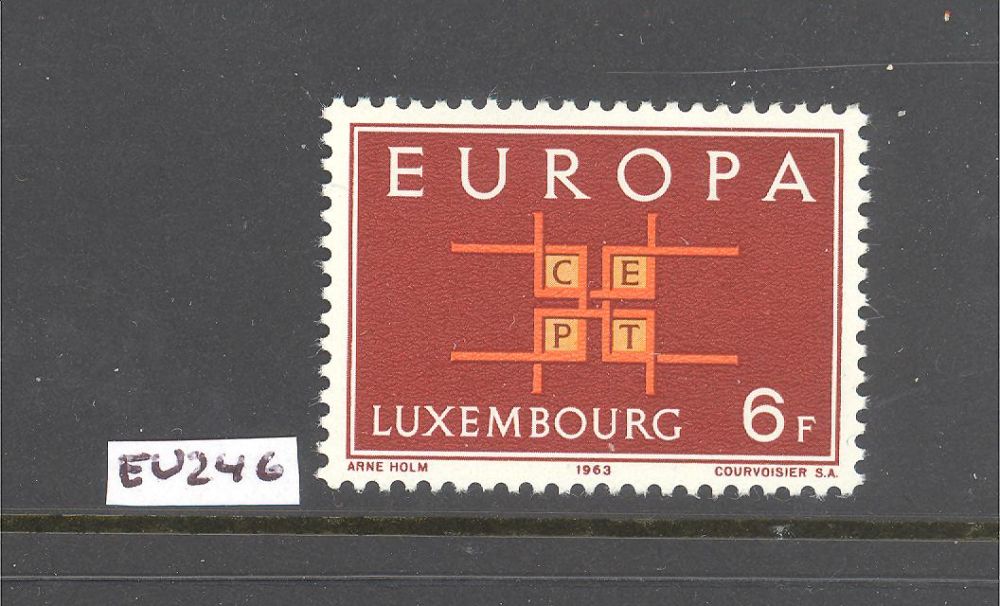 EUROPA
C E
P T
LUXEMBOURG 6F
ARNE HOLM 1963 COURVOISIER S.A.
EU246